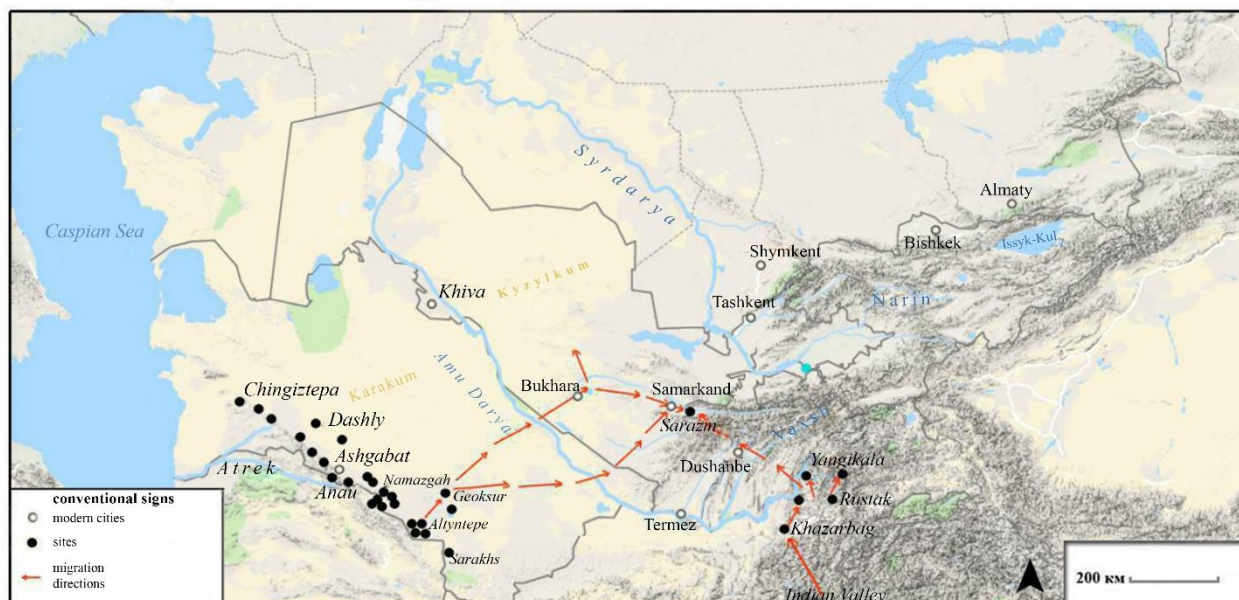 Almaty
Syrdarya
Bishkek
Issyk-Kul
Caspian Sea
Shymkent
Kyzylkum
Narin
Khiva
Tashkent
Amu Darya
Karakum
Chingiztepa
Bukhara
Samarkand
Dashly
Sarazm
Vaxsh
Ashgabat
Dushanbe
Yangikala
Atrek
Namazgah
Anau
Geoksur
Rustak
Altyntepe
Termez
Khazarbag
Sarakhs
Indian Valley
conventional signs
modern cities
sites
migration
directions
200 км